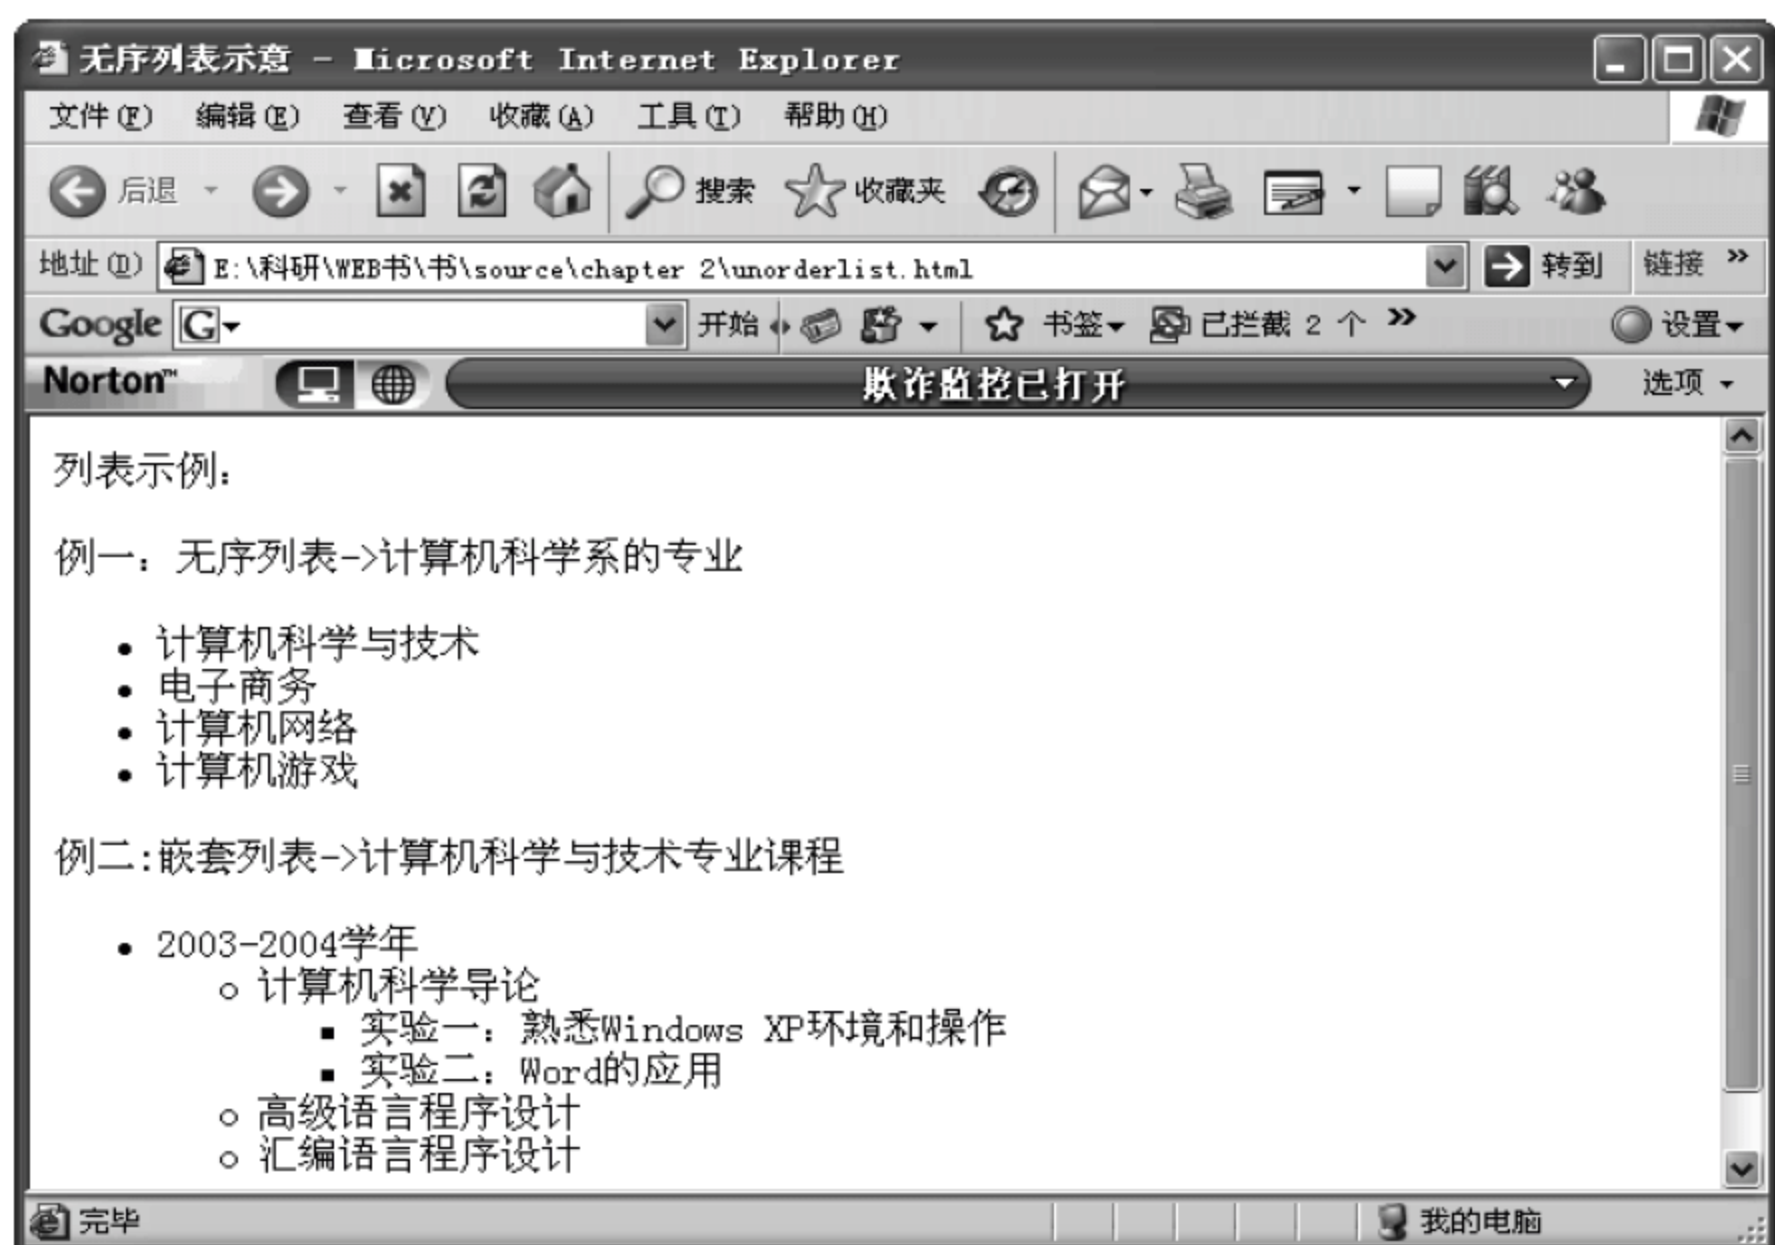 无序列表示意 - Microsoft Internet Explorer
文件(F) 编辑(E) 查看(V) 收藏(A) 工具(T) 帮助(H)
后退 搜索 收藏夹
地址(D) E:\科研\WEB书\书\source\chapter 2\unorderlist.html 转到 链接 »
Google G 开始 书签 已拦截 2 个 » 设置
Norton™ 欺诈监控已打开 选项
列表示例:
例一: 无序列表->计算机科学系的专业
• 计算机科学与技术
• 电子商务
• 计算机网络
• 计算机游戏
例二:嵌套列表->计算机科学与技术专业课程
• 2003-2004学年
○ 计算机科学导论
▪ 实验一: 熟悉Windows XP环境和操作
▪ 实验二: Word的应用
○ 高级语言程序设计
○ 汇编语言程序设计
完毕 我的电脑